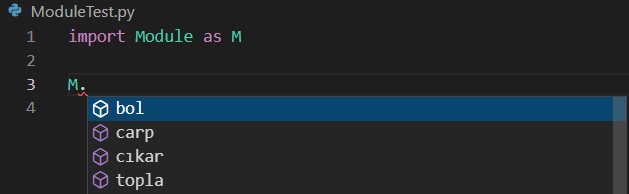 ModuleTest.py
1 import Module as M
2
3 M.
4
bol
carp
cıkar
topla